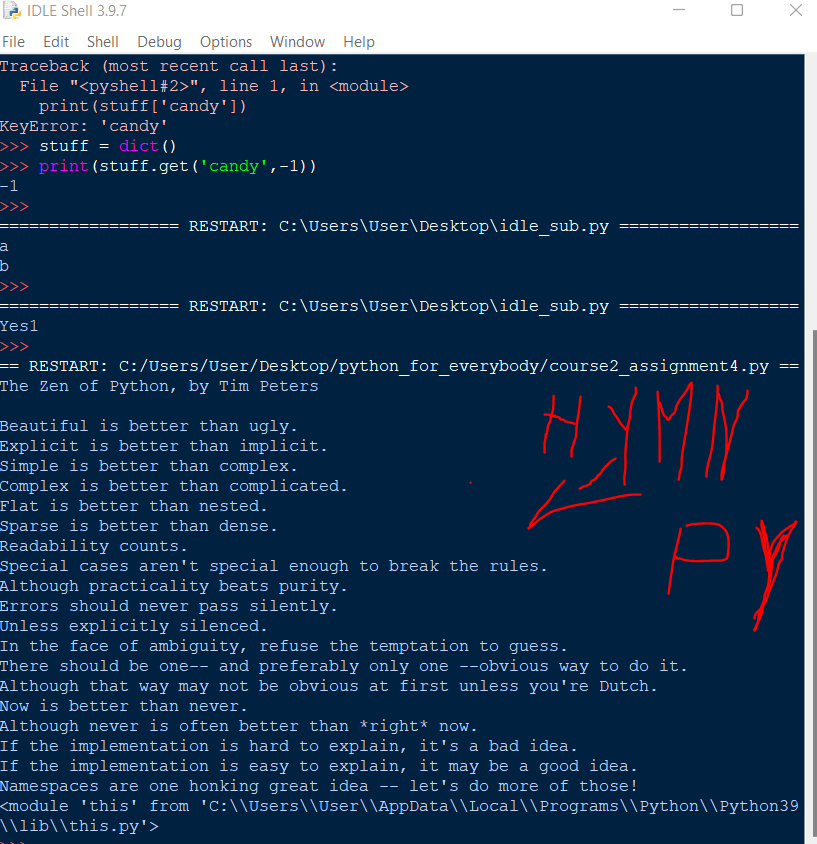 IDLE Shell 3.9.7
File Edit Shell Debug Options Window Help
Traceback (most recent call last):
  File "<pyshell#2>", line 1, in <module>
    print(stuff['candy'])
KeyError: 'candy'
>>> stuff = dict()
>>> print(stuff.get('candy',-1))
-1
>>>
================== RESTART: C:\Users\User\Desktop\idle_sub.py ==================
a
b
>>>
================== RESTART: C:\Users\User\Desktop\idle_sub.py ==================
Yes1
>>>
== RESTART: C:/Users/User/Desktop/python_for_everybody/course2_assignment4.py ==
The Zen of Python, by Tim Peters
HYMN
Beautiful is better than ugly.
Explicit is better than implicit.
Simple is better than complex.
Complex is better than complicated.
Flat is better than nested.
Sparse is better than dense.
PY
Readability counts.
Special cases aren't special enough to break the rules.
Although practicality beats purity.
Errors should never pass silently.
Unless explicitly silenced.
In the face of ambiguity, refuse the temptation to guess.
There should be one-- and preferably only one --obvious way to do it.
Although that way may not be obvious at first unless you're Dutch.
Now is better than never.
Although never is often better than *right* now.
If the implementation is hard to explain, it's a bad idea.
If the implementation is easy to explain, it may be a good idea.
Namespaces are one honking great idea -- let's do more of those!
<module 'this' from 'C:\\Users\\User\\AppData\\Local\\Programs\\Python\\Python39
\\lib\\this.py'>
>>>